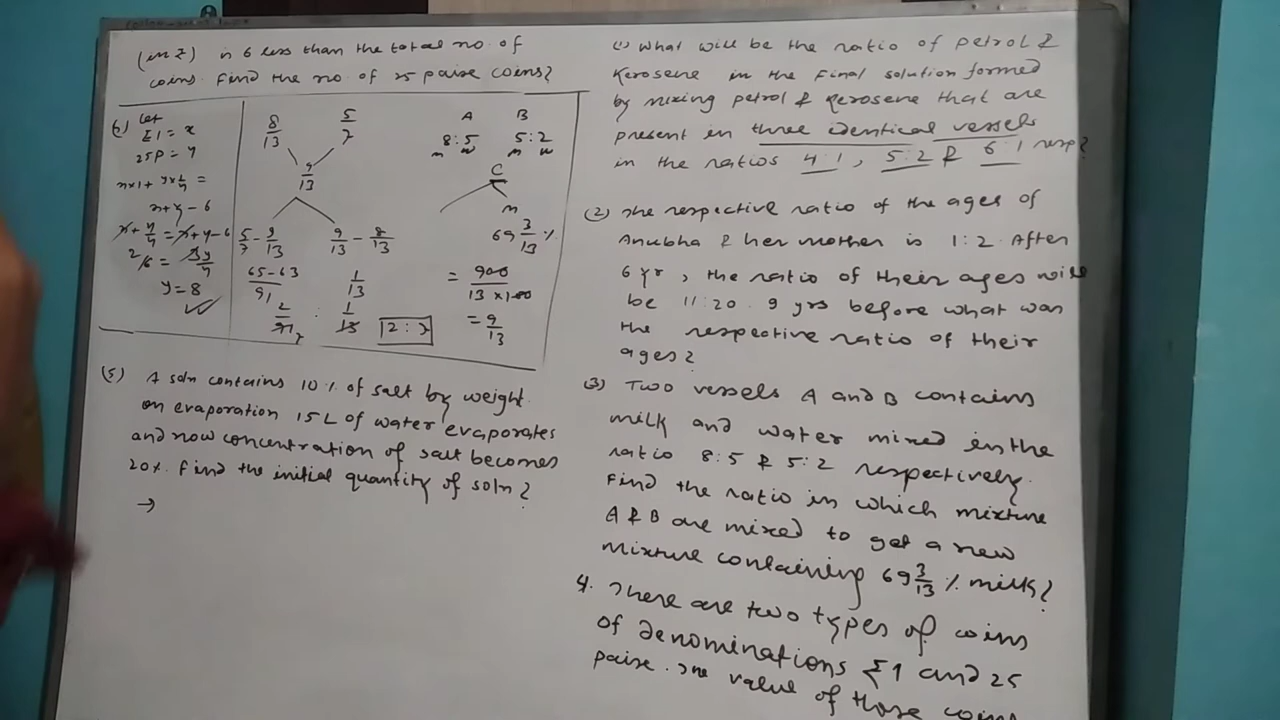 (in ₹) is 6 less than the total no. of
coins. Find the no of 25 paise coins?
6) Let
₹1 = x
25P = y
x×1 + y×1/4 =
x+y-6
x + y/4 = x+y-6
2 6 = 3y/4
y = 8
8/13 5/7
9/13
5/7 - 9/13 9/13 - 8/13
65-63/91 1/13
2/91 7 : 1/13 2:7
A B
8:5 5:2
m w m w
C
m
69 3/13 %
= 900/13×100
= 9/13
(5) A soln contains 10% of salt by weight.
on evaporation 15L of water evaporates
and now concentration of salt becomes
20%. Find the initial quantity of soln?
→
(1) What will be the ratio of petrol &
Kerosene in the final solution formed
by mixing petrol & kerosene that are
present in three identical vessels
in the ratios 4:1, 5:2 & 6:1 resp?
(2) The respective ratio of the ages of
Anubha & her mother is 1:2. After
6 yr, the ratio of their ages will
be 11:20. 9 yrs before what was
the respective ratio of their
ages?
(3) Two vessels A and B contains
milk and water mixed in the
ratio 8:5 & 5:2 respectively.
Find the ratio in which mixture
A & B are mixed to get a new
mixture containing 69 3/13 % milk?
4. There are two types of coins
of denominations ₹1 and 25
paise. The value of those coins